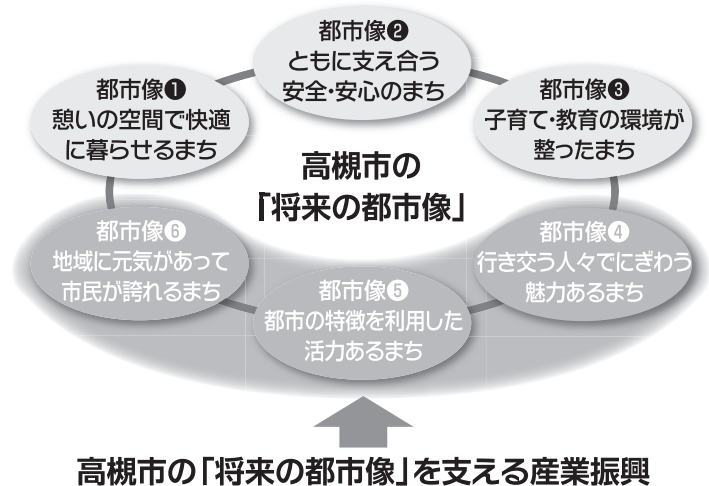 都市像❶
憩いの空間で快適
に暮らせるまち
都市像❷
ともに支え合う
安全・安心のまち
都市像❸
子育て・教育の環境が
整ったまち
高槻市の
「将来の都市像」
都市像❹
行き交う人々でにぎわう
魅力あるまち
都市像❺
都市の特徴を利用した
活力あるまち
都市像❻
地域に元気があって
市民が誇れるまち
高槻市の「将来の都市像」を支える産業振興